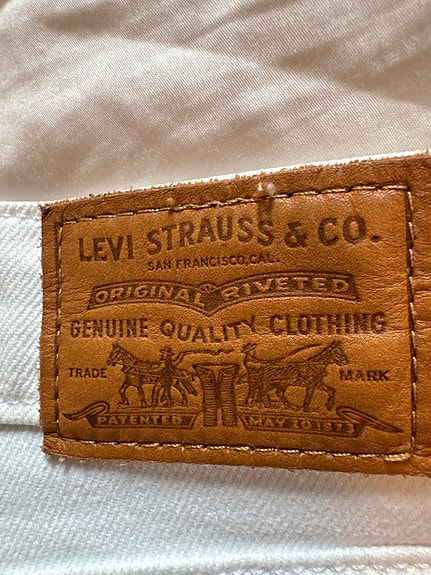 LEVI STRAUSS & CO.
SAN FRANCISCO, CAL.
ORIGINAL RIVETED
GENUINE QUALITY CLOTHING
TRADE MARK
PATENTED MAY 20 1873